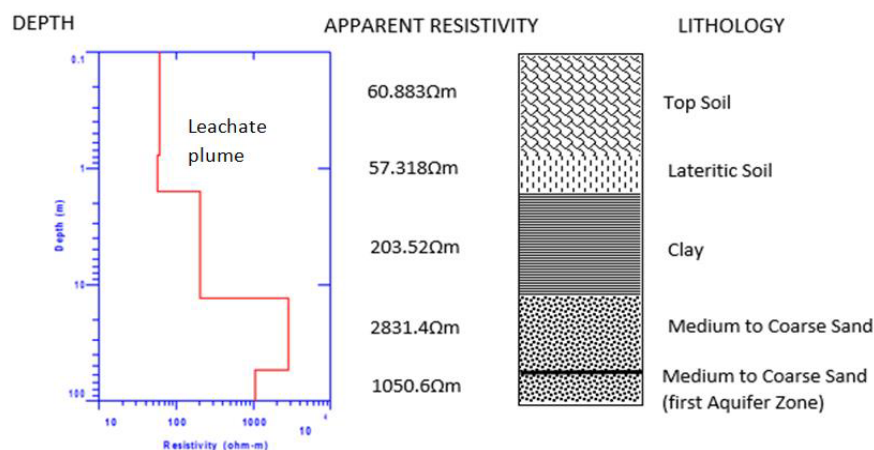 DEPTH
APPARENT RESISTIVITY
LITHOLOGY
0.1
1
10
100
Depth (m)
Leachate
plume
10
100
1000
10 4
Resistivity (ohm-m)
60.883Ωm
57.318Ωm
203.52Ωm
2831.4Ωm
1050.6Ωm
Top Soil
Lateritic Soil
Clay
Medium to Coarse Sand
Medium to Coarse Sand
(first Aquifer Zone)